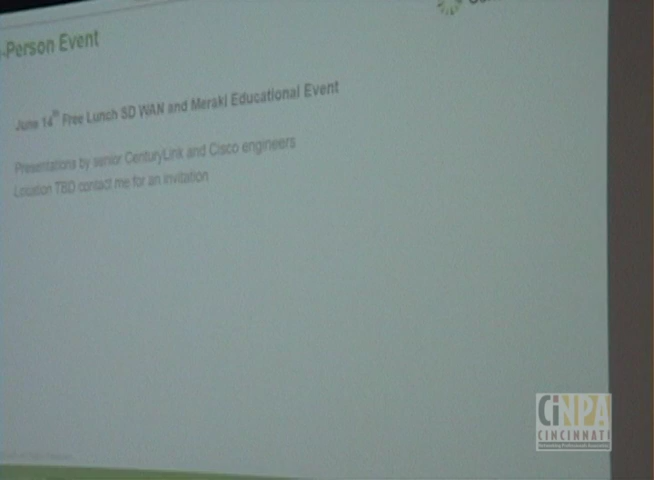 -Person Event
June 14th Free Lunch SD WAN and Meraki Educational Event
Presentations by senior CenturyLink and Cisco engineers
Location TBD contact me for an invitation
CiNPA
CINCINNATI